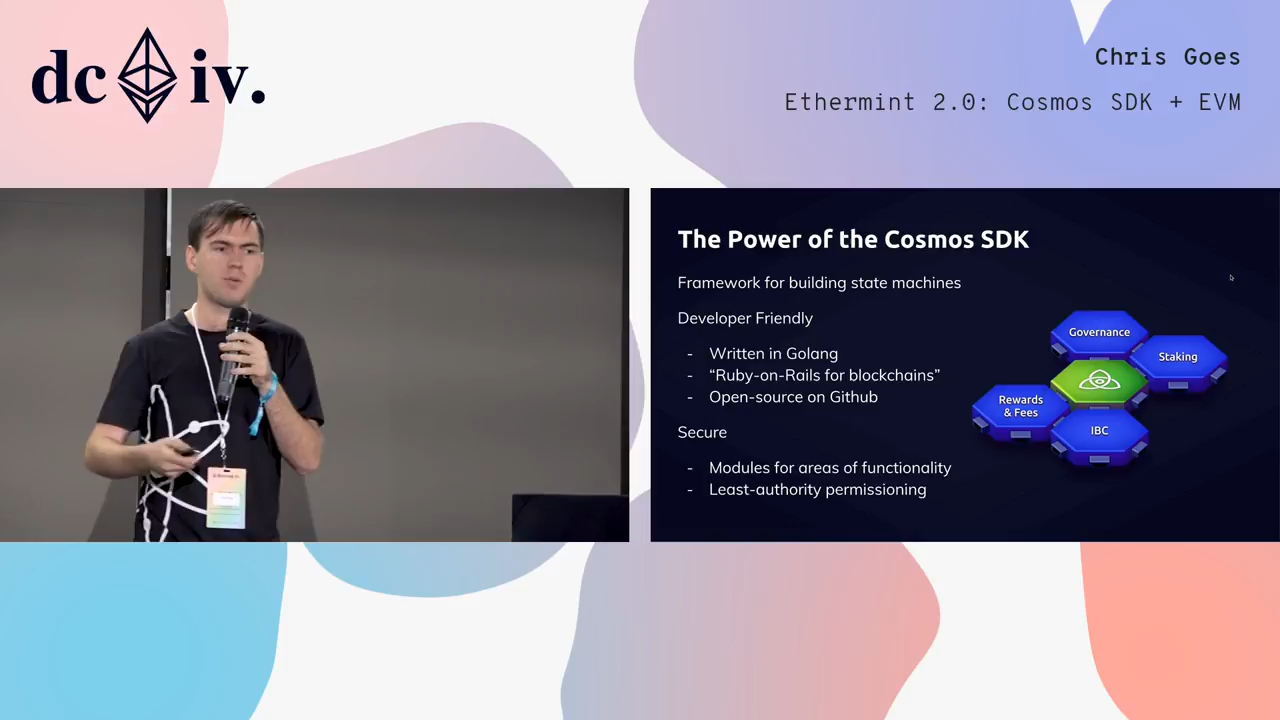 dc iv.
Chris Goes
Ethermint 2.0: Cosmos SDK + EVM
The Power of the Cosmos SDK
Framework for building state machines
Developer Friendly
- Written in Golang
- “Ruby-on-Rails for blockchains”
- Open-source on Github
Secure
- Modules for areas of functionality
- Least-authority permissioning
Governance
Staking
Rewards
& Fees
IBC